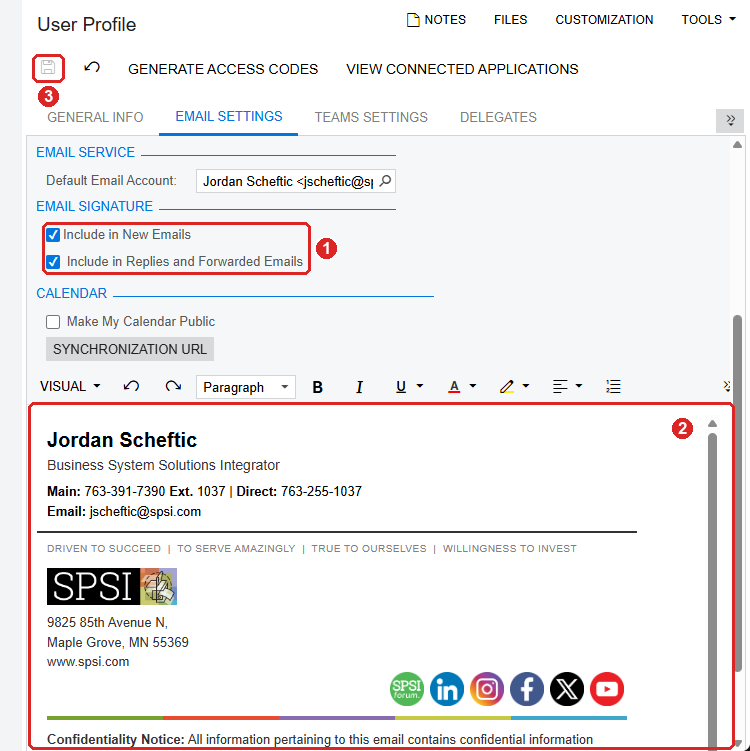 User Profile
NOTES FILES CUSTOMIZATION TOOLS
GENERATE ACCESS CODES VIEW CONNECTED APPLICATIONS
3
GENERAL INFO EMAIL SETTINGS TEAMS SETTINGS DELEGATES
EMAIL SERVICE
Default Email Account: Jordan Scheftic <jscheftic@sp
EMAIL SIGNATURE
Include in New Emails
1
Include in Replies and Forwarded Emails
CALENDAR
Make My Calendar Public
SYNCHRONIZATION URL
VISUAL Paragraph B I U A
2
Jordan Scheftic
Business System Solutions Integrator
Main: 763-391-7390 Ext. 1037 | Direct: 763-255-1037
Email: jscheftic@spsi.com
DRIVEN TO SUCCEED | TO SERVE AMAZINGLY | TRUE TO OURSELVES | WILLINGNESS TO INVEST
SPSI
9825 85th Avenue N,
Maple Grove, MN 55369
www.spsi.com
SPSI
forum.
in f X
Confidentiality Notice: All information pertaining to this email contains confidential information